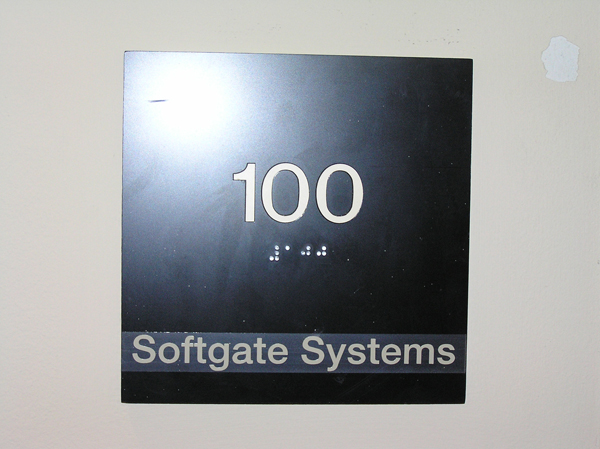 100
⠼⠁⠚⠚
Softgate Systems